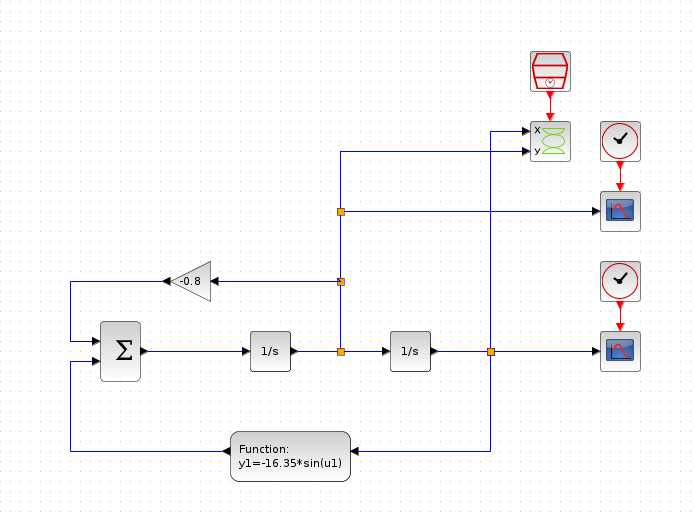 X
Y
-0.8
Σ
1/s
1/s
Function:
y1=-16.35*sin(u1)